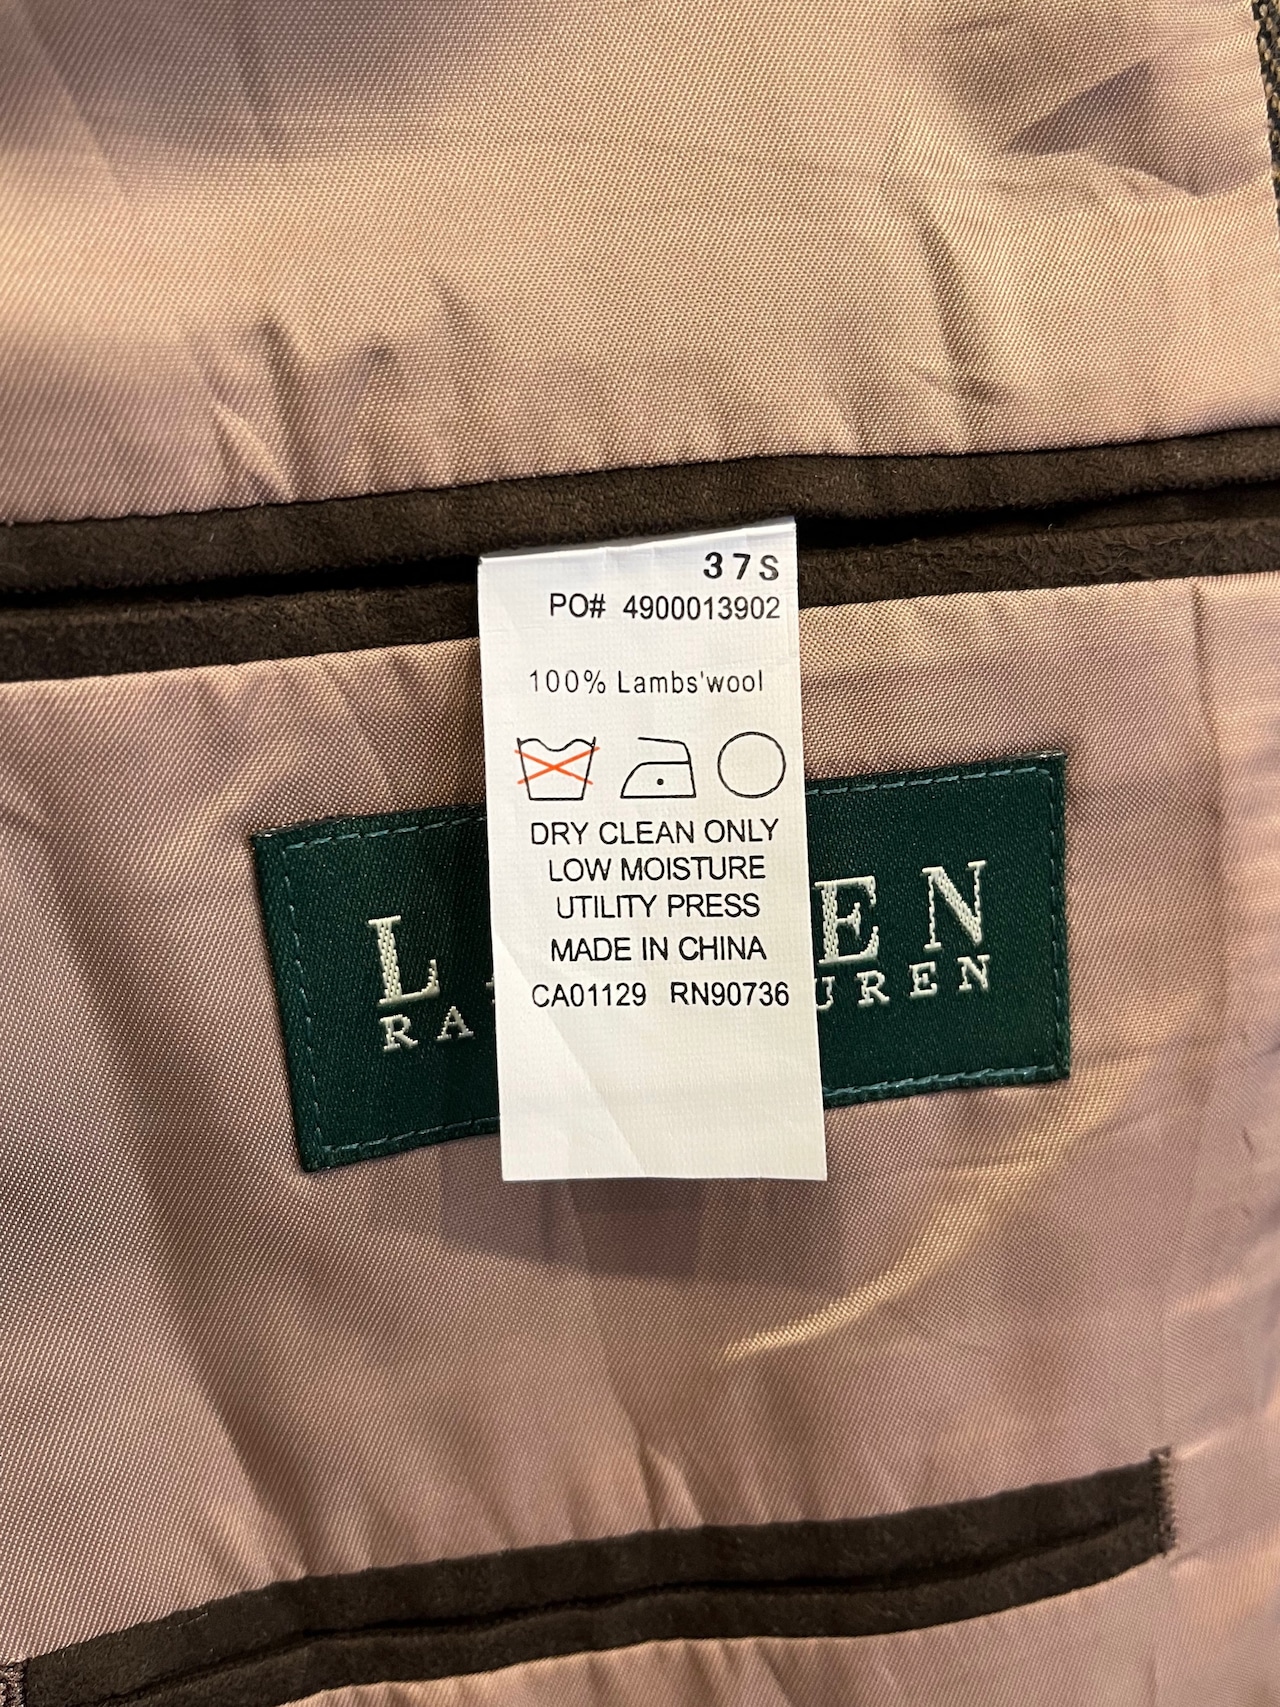 37S
PO# 4900013902
100% Lambs'wool
DRY CLEAN ONLY
LOW MOISTURE
UTILITY PRESS
MADE IN CHINA
CA01129 RN90736